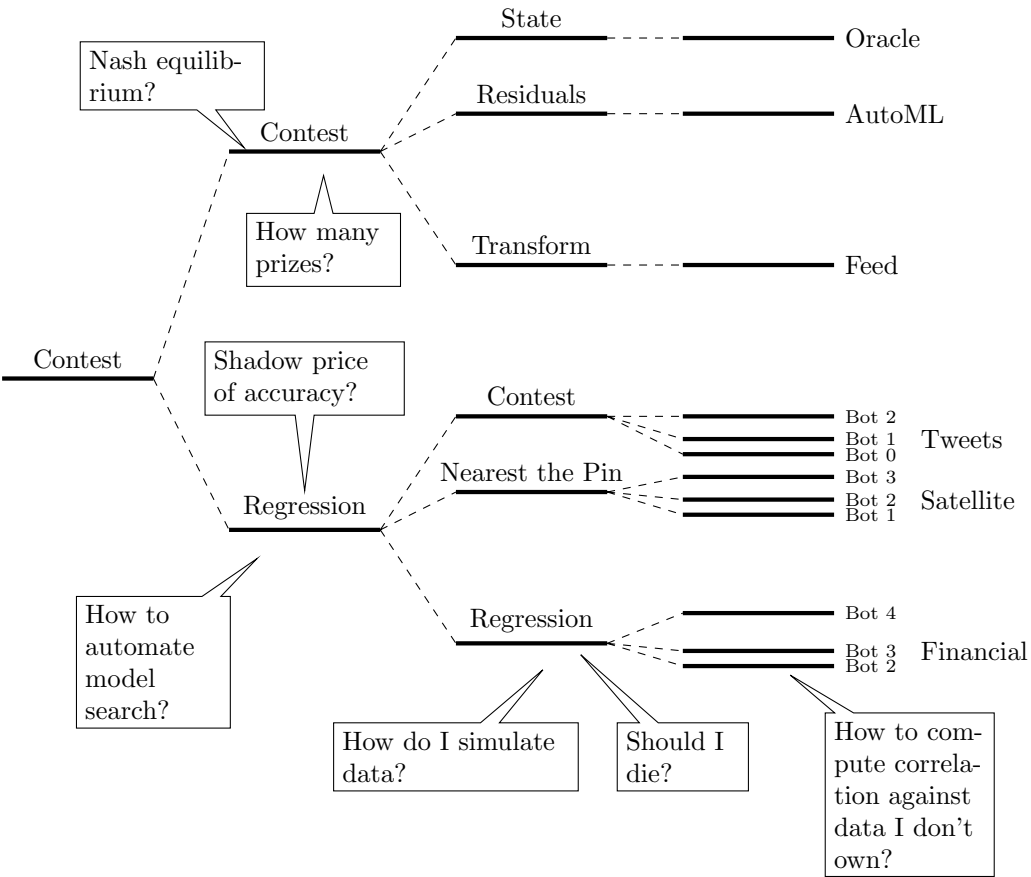 State
Oracle
Nash equilib-
rium?
Residuals
AutoML
Contest
How many
prizes?
Transform
Feed
Contest
Shadow price
of accuracy?
Contest
Bot 2
Bot 1
Bot 0
Tweets
Nearest the Pin
Bot 3
Bot 2
Bot 1
Satellite
Regression
How to
automate
model
search?
Regression
Bot 4
Bot 3
Bot 2
Financial
How do I simulate
data?
Should I
die?
How to com-
pute correla-
tion against
data I don't
own?